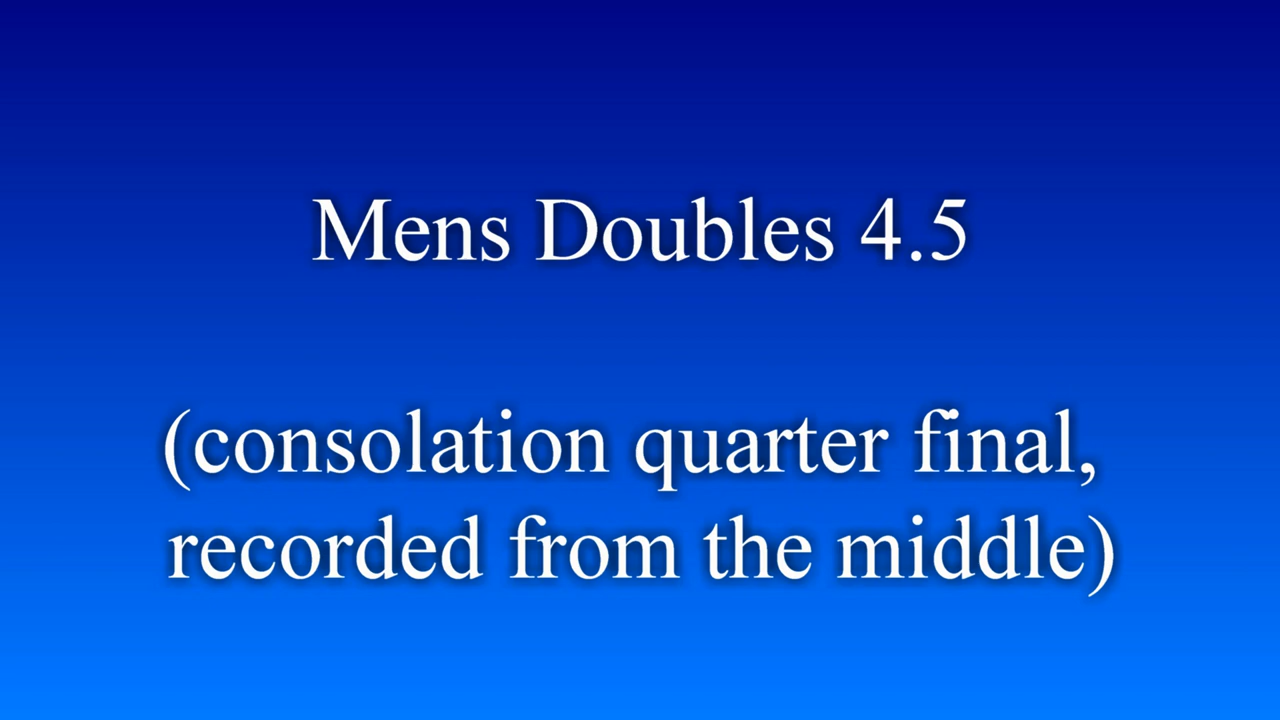 Mens Doubles 4.5
(consolation quarter final,
recorded from the middle)